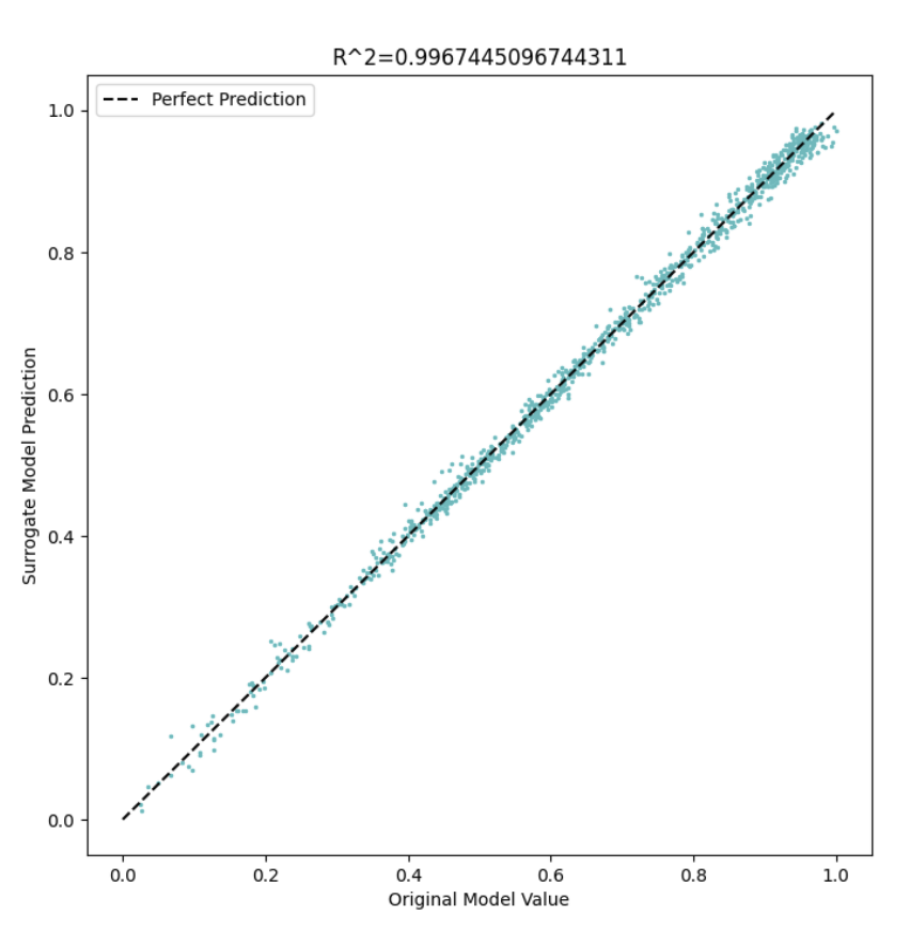 R^2=0.9967445096744311
Perfect Prediction
1.0
0.8
0.6
0.4
0.2
0.0
Surrogate Model Prediction
0.0 0.2 0.4 0.6 0.8 1.0
Original Model Value